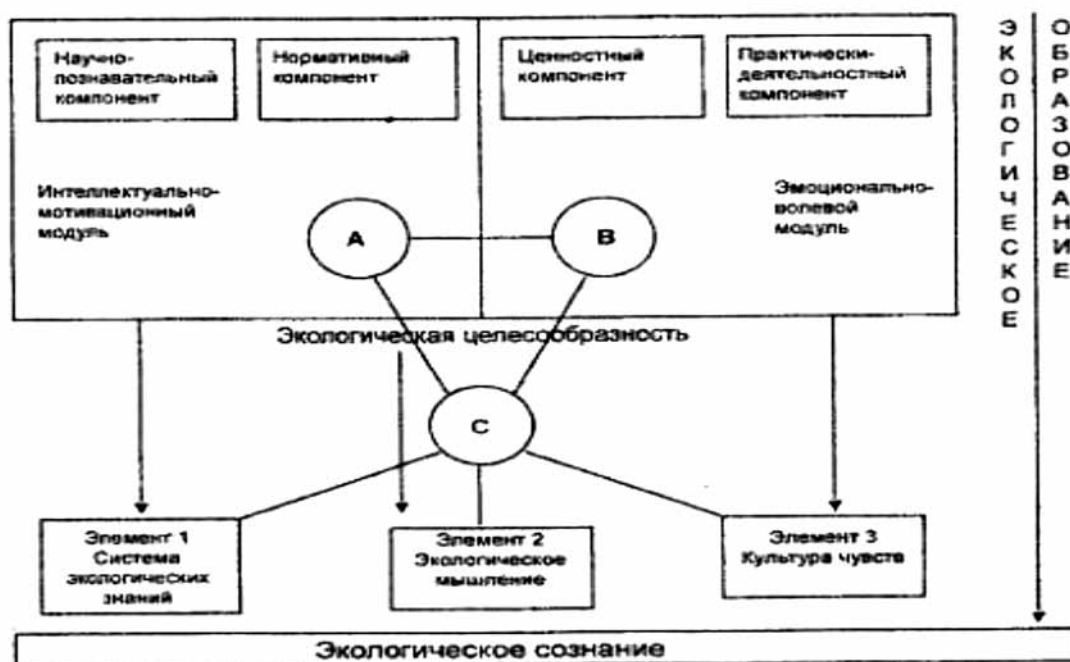 Научно-
познавательный
компонент
Нормативный
компонент
Ценностный
компонент
Практически-
деятельностный
компонент
Интеллектуально-
мотивационный
модуль
Эмоционально-
волевой
модуль
A
B
Экологическая целесообразность
C
Элемент 1
Система
экологических
знаний
Элемент 2
Экологическое
мышление
Элемент 3
Культура чувств
ЭКОЛОГИЧЕСКОЕ
ОБРАЗОВАНИЕ
Экологическое сознание